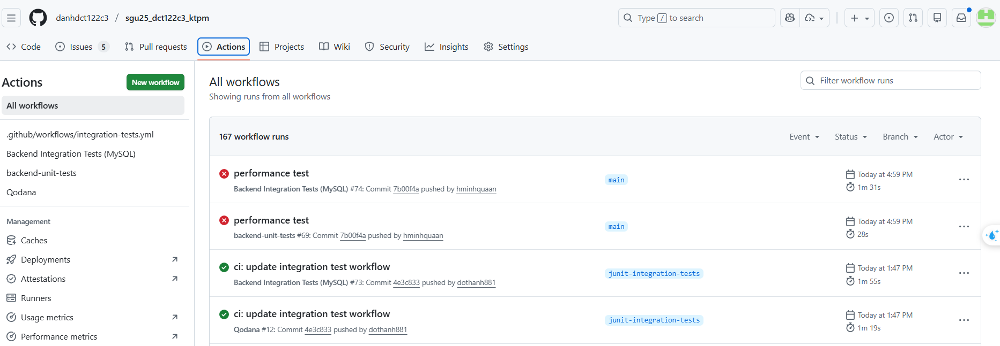 danhdct122c3 / sgu25_dct122c3_ktpm
Type / to search
Code
Issues 5
Pull requests
Actions
Projects
Wiki
Security
Insights
Settings
Actions
New workflow
All workflows
.github/workflows/integration-tests.yml
Backend Integration Tests (MySQL)
backend-unit-tests
Qodana
Management
Caches
Deployments
Attestations
Runners
Usage metrics
Performance metrics
All workflows
Showing runs from all workflows
Filter workflow runs
167 workflow runs
Event
Status
Branch
Actor
performance test
Backend Integration Tests (MySQL) #74: Commit 7b00f4a pushed by hminhquaan
main
Today at 4:59 PM
1m 31s
performance test
backend-unit-tests #69: Commit 7b00f4a pushed by hminhquaan
main
Today at 4:59 PM
28s
ci: update integration test workflow
Backend Integration Tests (MySQL) #73: Commit 4e3c833 pushed by dothanh881
junit-integration-tests
Today at 1:47 PM
1m 55s
ci: update integration test workflow
Qodana #12: Commit 4e3c833 pushed by dothanh881
junit-integration-tests
Today at 1:47 PM
1m 19s